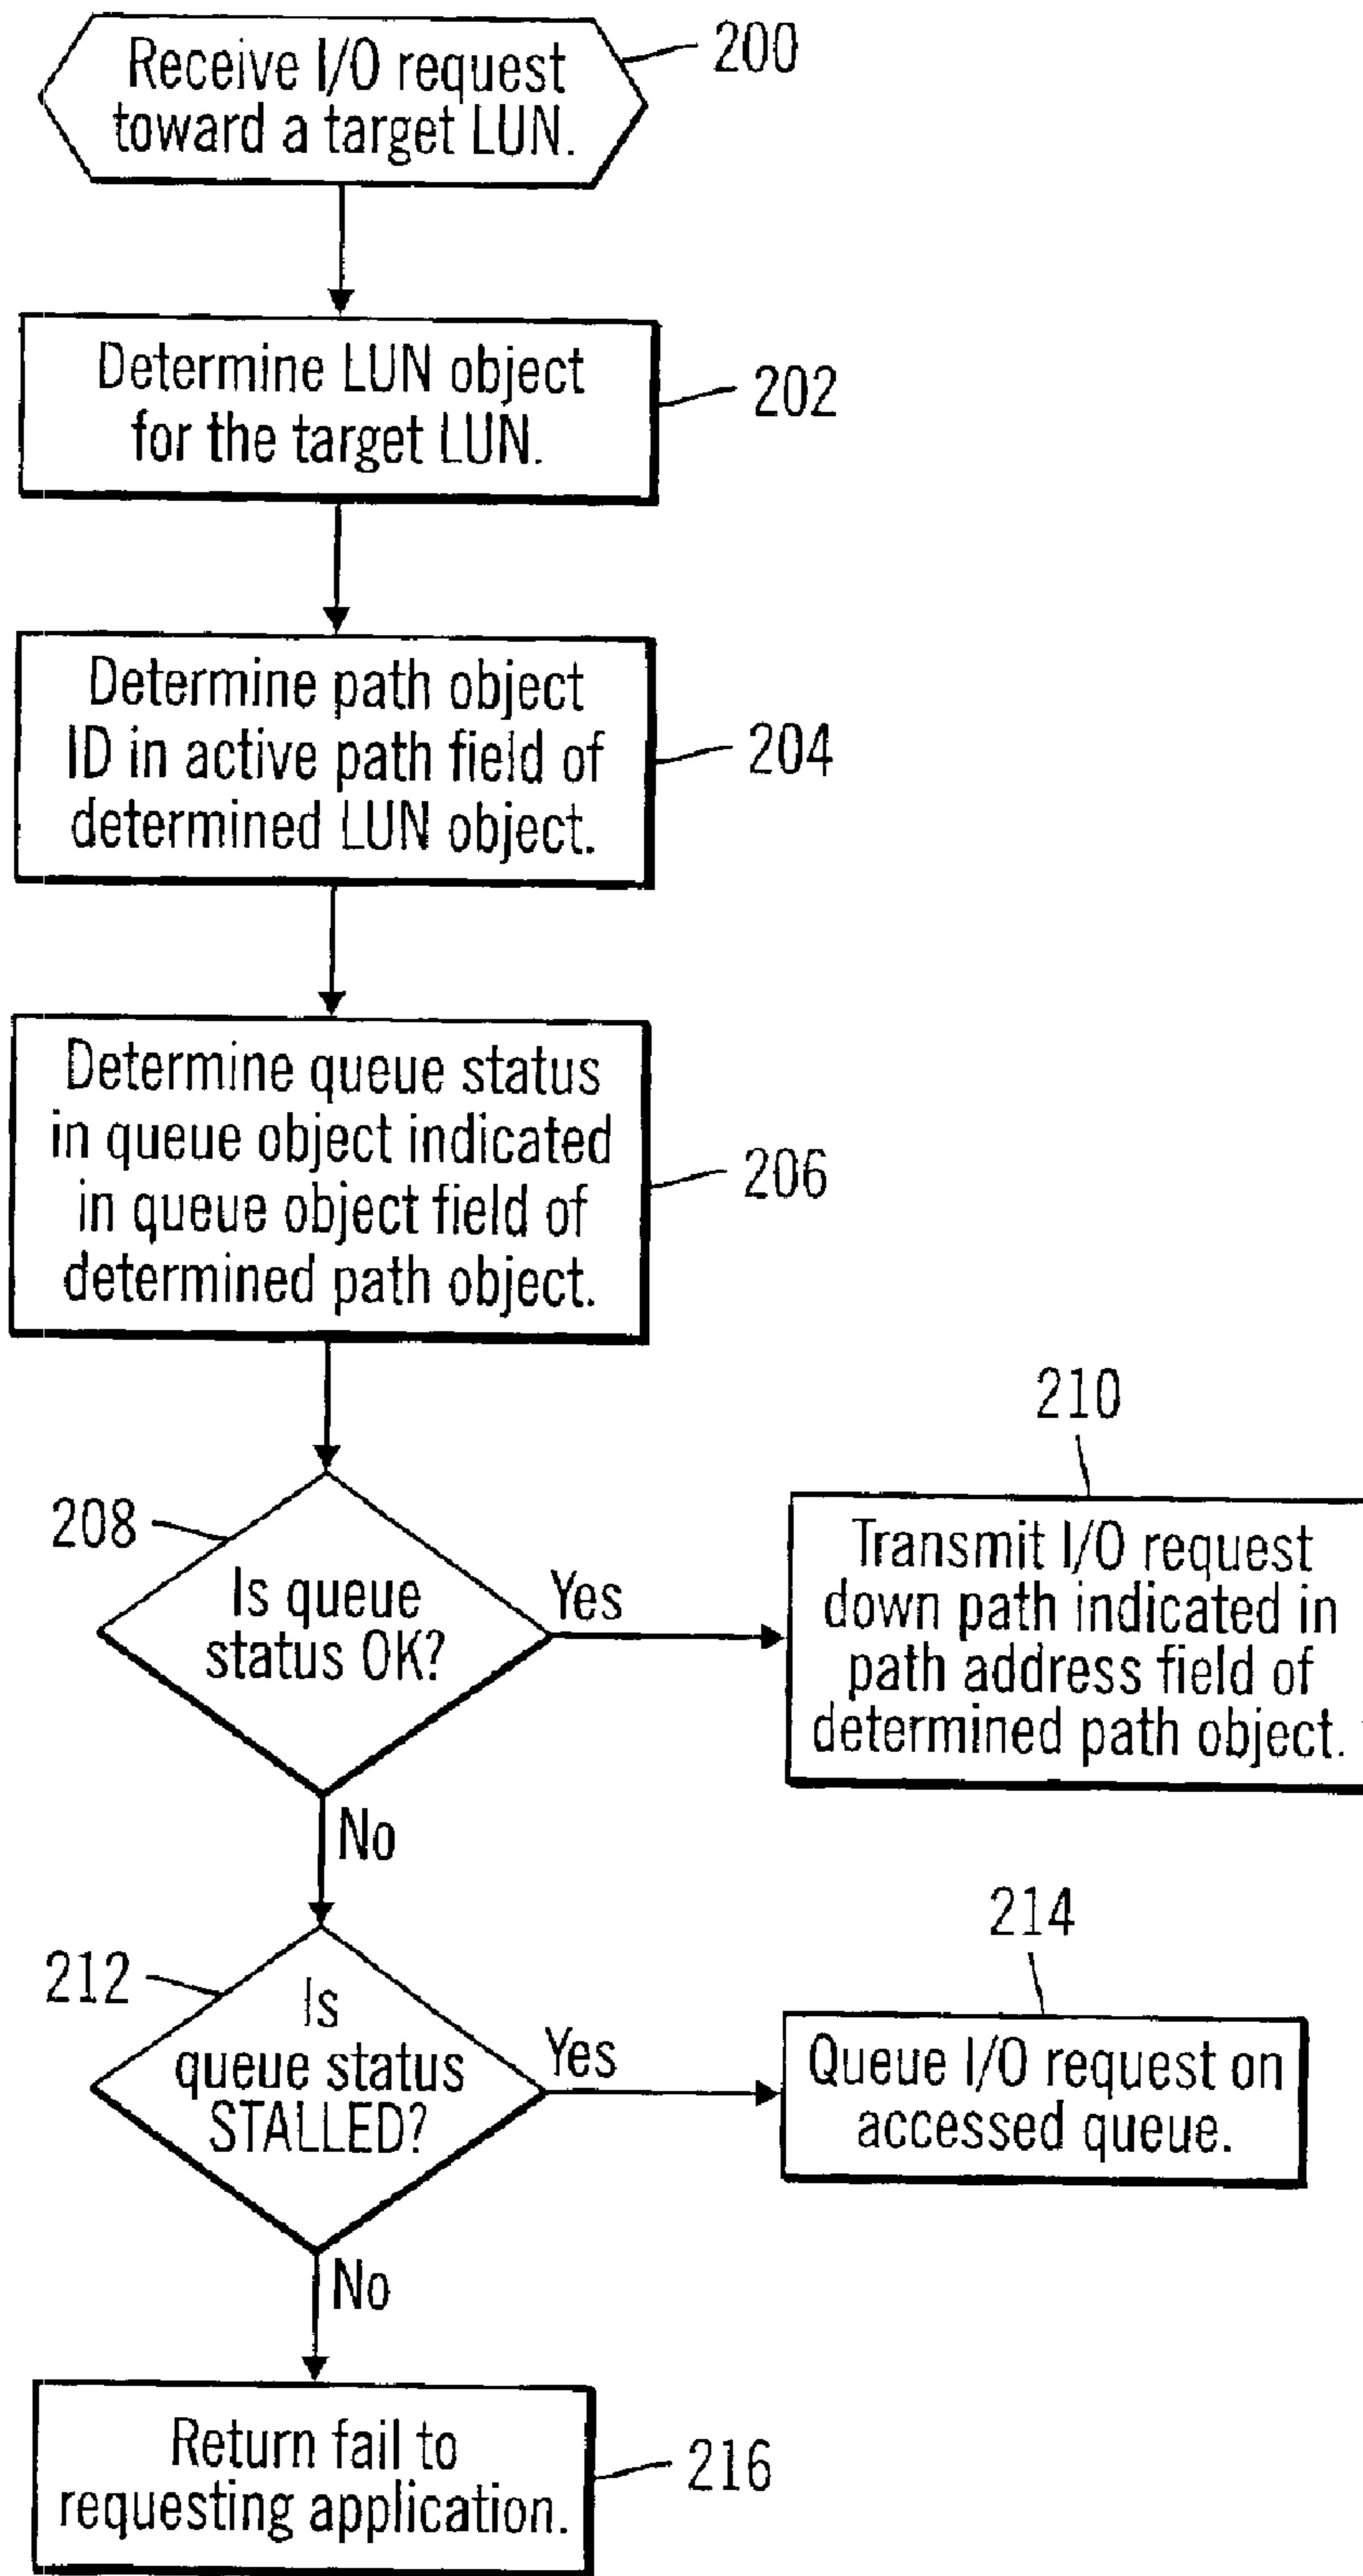 Receive I/O request
toward a target LUN.
200
Determine LUN object
for the target LUN.
202
Determine path object
ID in active path field of
determined LUN object.
204
Determine queue status
in queue object indicated
in queue object field of
determined path object.
206
208
Is queue
status OK?
Yes
210
Transmit I/O request
down path indicated in
path address field of
determined path object.
No
212
Is
queue status
STALLED?
Yes
214
Queue I/O request on
accessed queue.
No
Return fail to
requesting application.
216